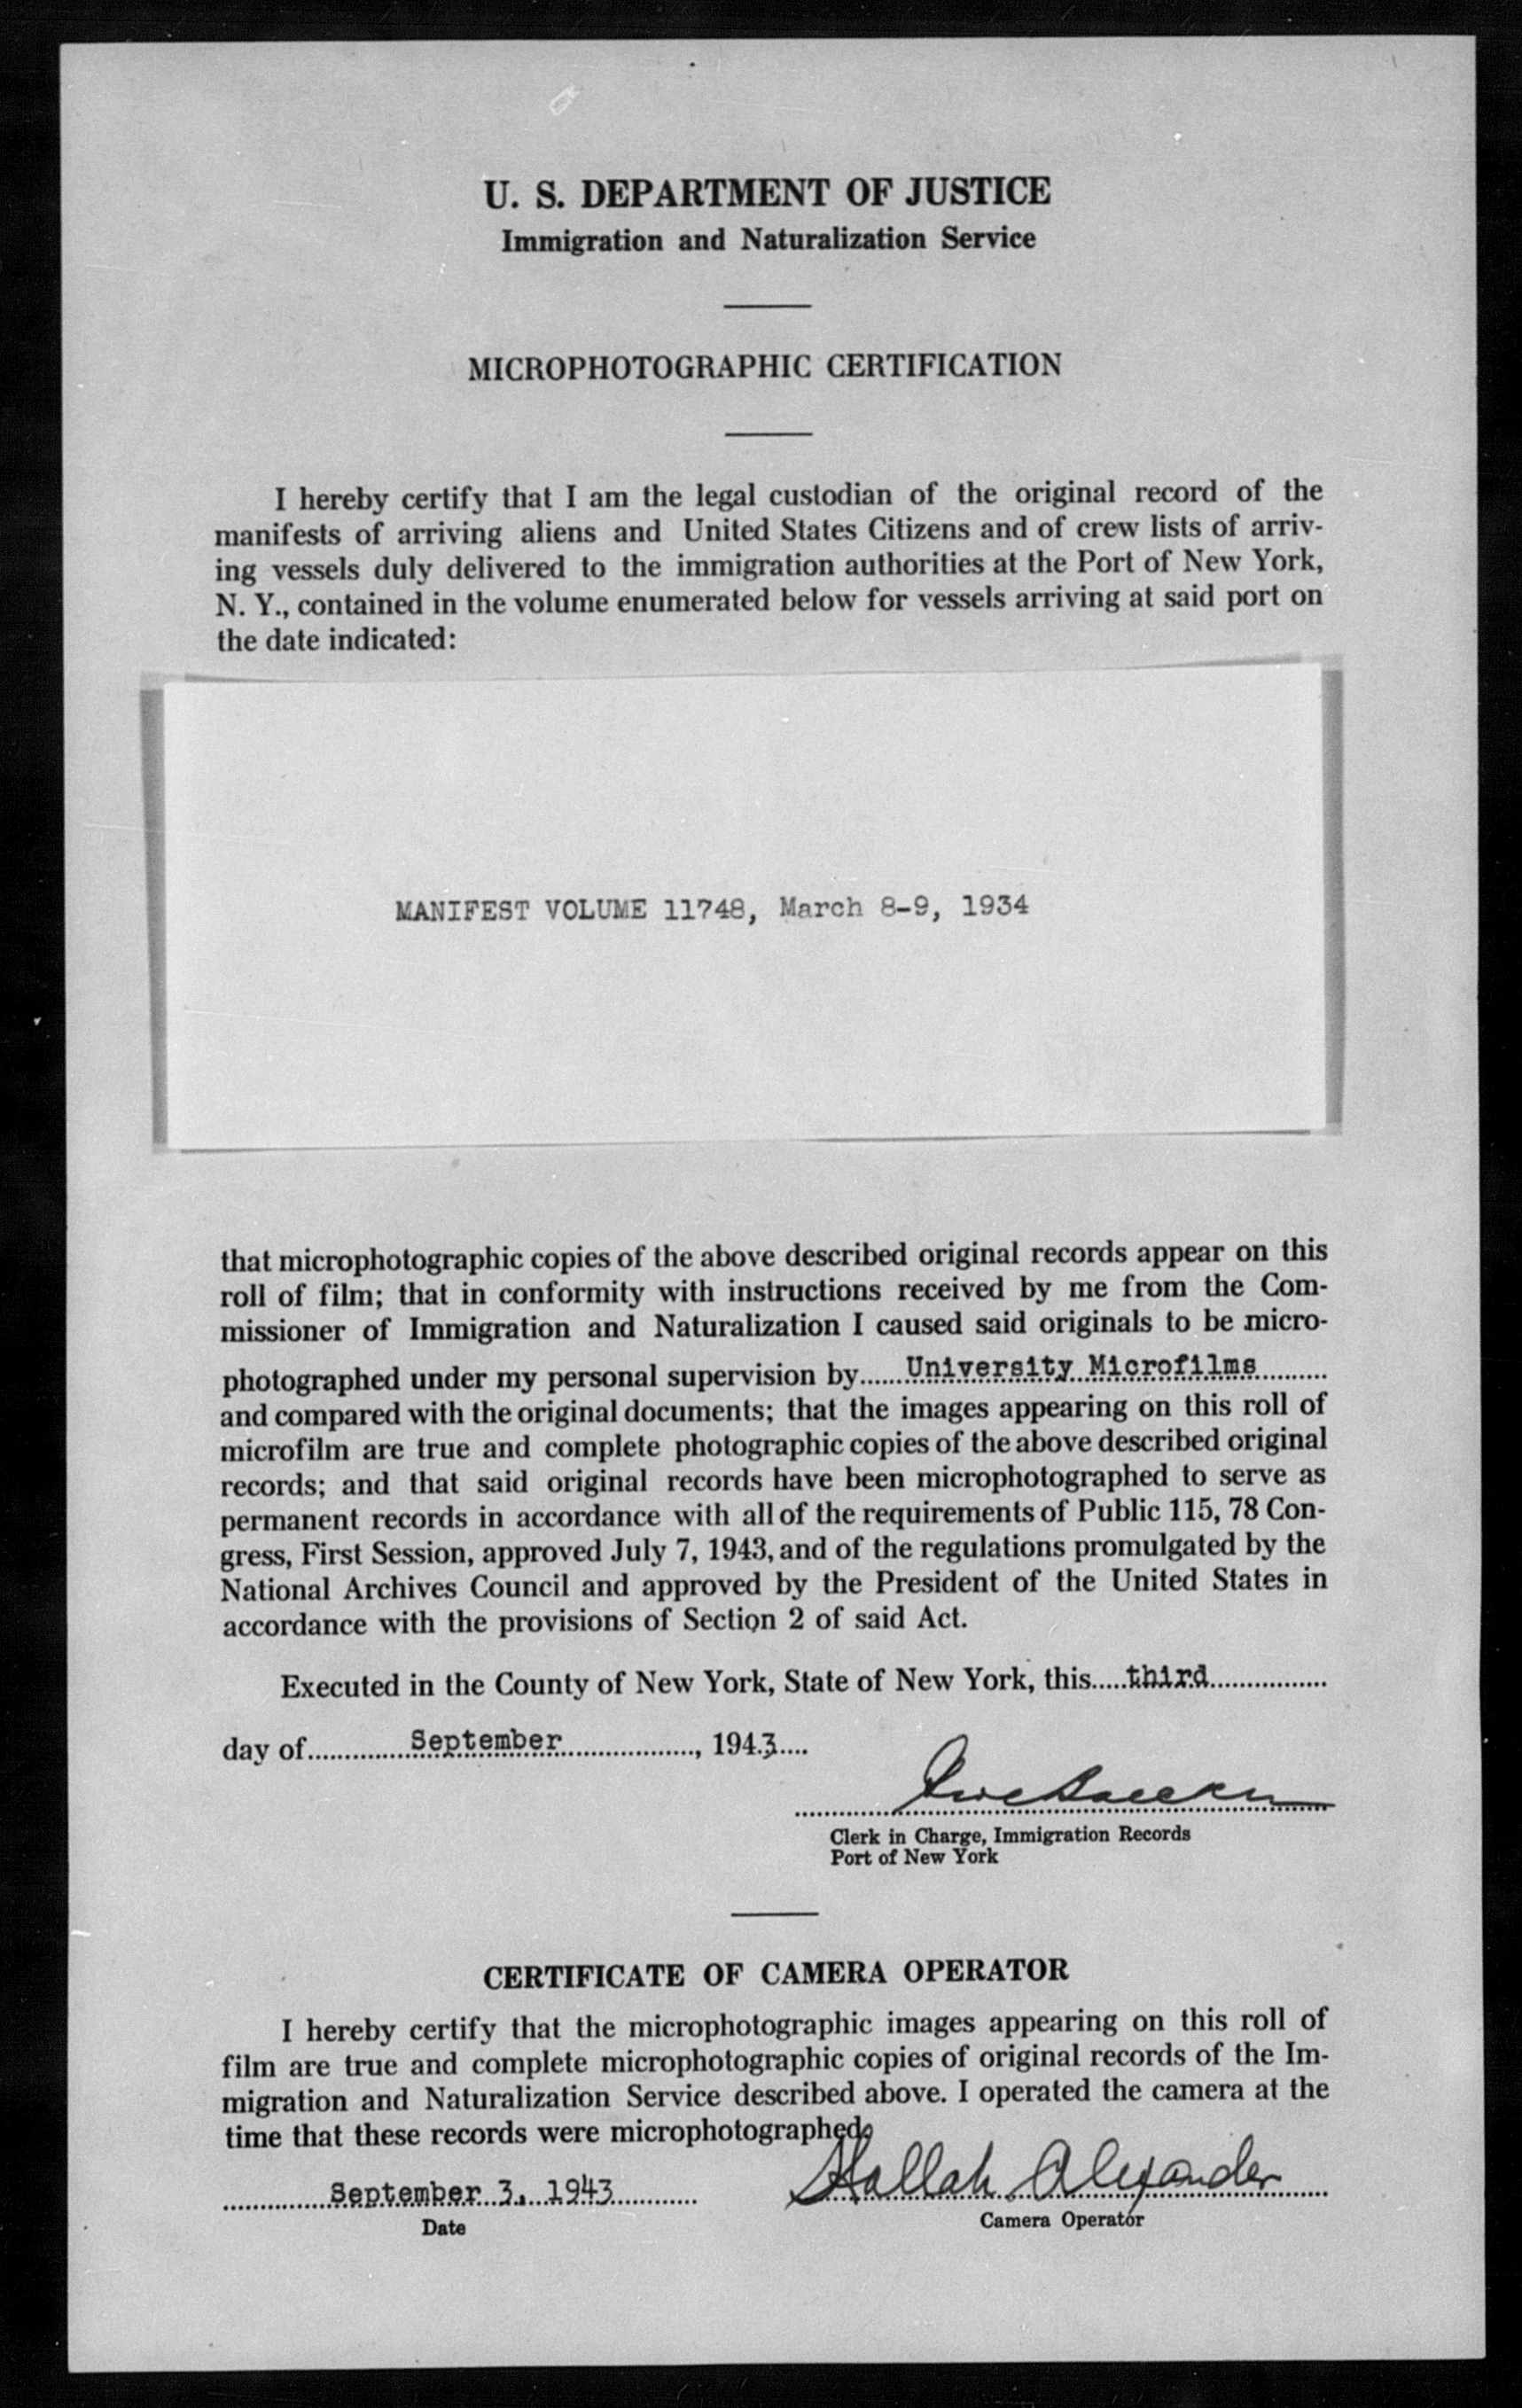 U. S. DEPARTMENT OF JUSTICE
Immigration and Naturalization Service
MICROPHOTOGRAPHIC CERTIFICATION
I hereby certify that I am the legal custodian of the original record of the
manifests of arriving aliens and United States Citizens and of crew lists of arriv-
ing vessels duly delivered to the immigration authorities at the Port of New York,
N. Y., contained in the volume enumerated below for vessels arriving at said port on
the date indicated:
MANIFEST VOLUME 11748, March 8-9, 1934
that microphotographic copies of the above described original records appear on this
roll of film; that in conformity with instructions received by me from the Com-
missioner of Immigration and Naturalization I caused said originals to be micro-
photographed under my personal supervision by......University Microfilms..........
and compared with the original documents; that the images appearing on this roll of
microfilm are true and complete photographic copies of the above described original
records; and that said original records have been microphotographed to serve as
permanent records in accordance with all of the requirements of Public 115, 78 Con-
gress, First Session, approved July 7, 1943, and of the regulations promulgated by the
National Archives Council and approved by the President of the United States in
accordance with the provisions of Section 2 of said Act.
Executed in the County of New York, State of New York, this.....third................
day of..............September.................., 1943....
Clerk in Charge, Immigration Records
Port of New York
CERTIFICATE OF CAMERA OPERATOR
I hereby certify that the microphotographic images appearing on this roll of
film are true and complete microphotographic copies of original records of the Im-
migration and Naturalization Service described above. I operated the camera at the
time that these records were microphotographed.
September 3, 1943 Alexander
Date Camera Operator